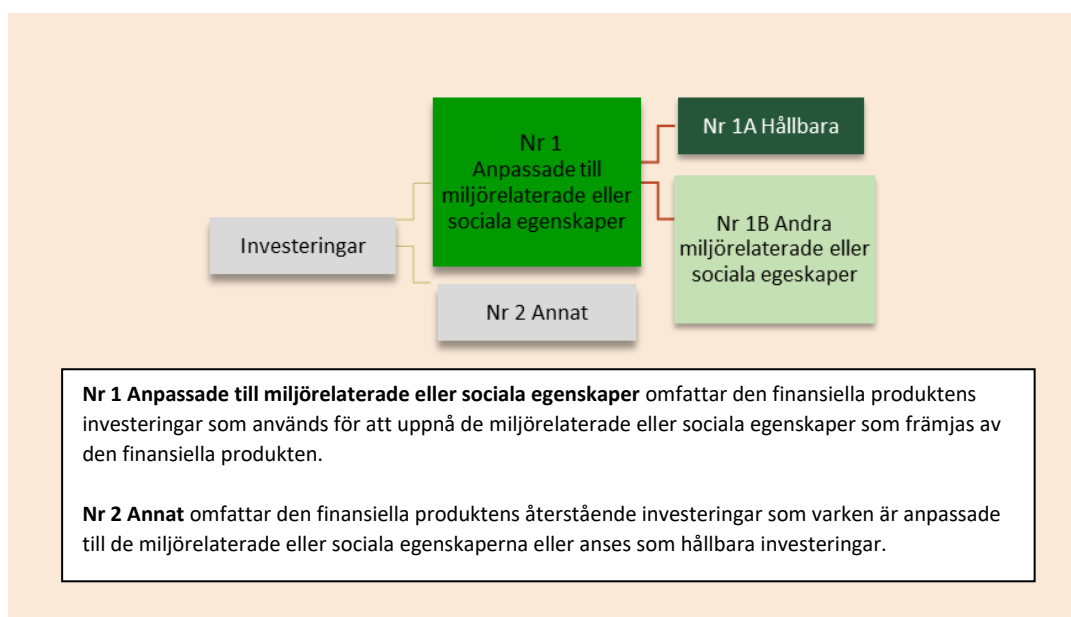 Nr 1
Anpassade till
miljörelaterade eller
sociala egenskaper
Nr 1A Hållbara
Nr 1B Andra
miljörelaterade eller
sociala egeskaper
Investeringar
Nr 2 Annat
Nr 1 Anpassade till miljörelaterade eller sociala egenskaper omfattar den finansiella produktens
investeringar som används för att uppnå de miljörelaterade eller sociala egenskaper som främjas av
den finansiella produkten.
Nr 2 Annat omfattar den finansiella produktens återstående investeringar som varken är anpassade
till de miljörelaterade eller sociala egenskaperna eller anses som hållbara investeringar.